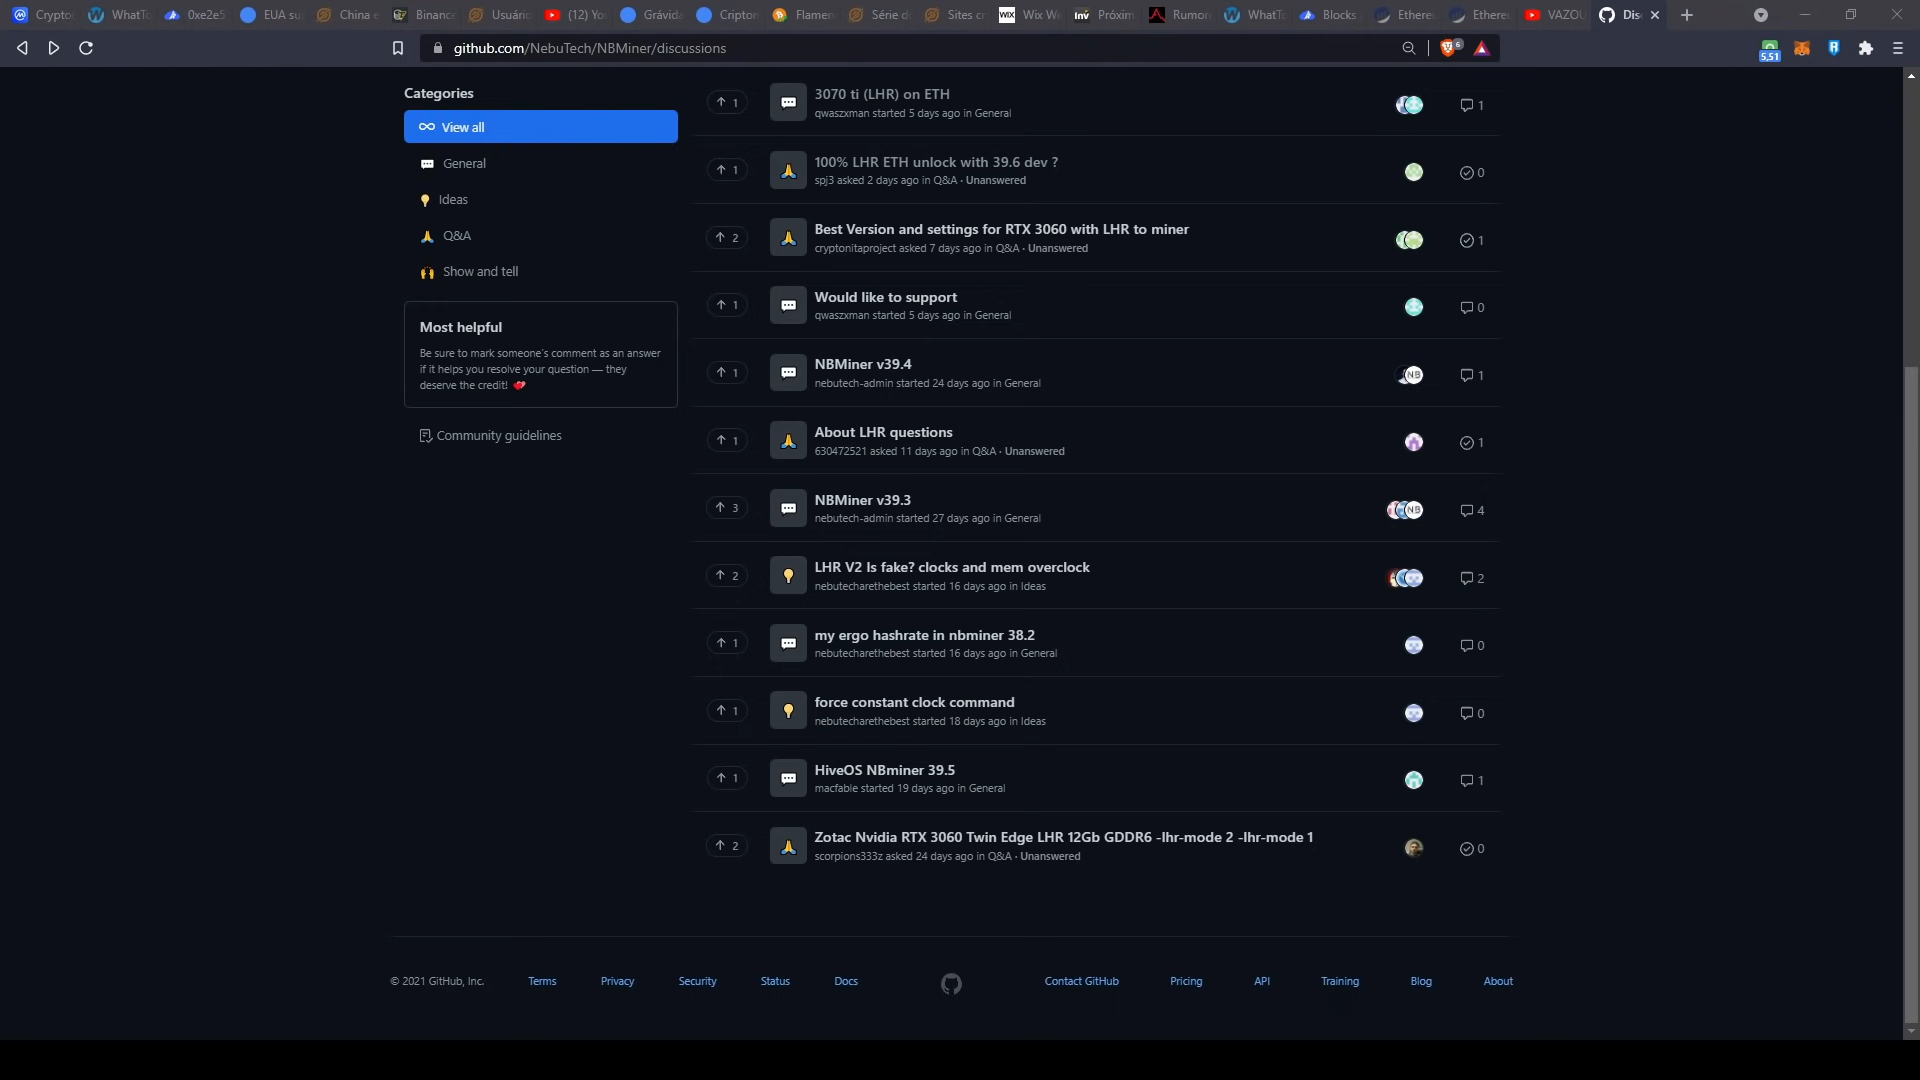 Crypto
WhatTo
0xe2e5
EUA su
China e
Binanc
Usuári
(12) Yo
Grávida
Cripton
Flamen
Série d
Sites cr
WIX
Wix We
Inv
Próxim
Rumor
WhatTo
Blocks
Ethere
Ethere
VAZOU
Dis
github.com/NebuTech/NBMiner/discussions
6
5,51
Categories
View all
General
Ideas
Q&A
Show and tell
Most helpful
Be sure to mark someone's comment as an answer
if it helps you resolve your question — they
deserve the credit!
Community guidelines
1
3070 ti (LHR) on ETH
qwaszxman started 5 days ago in General
1
1
100% LHR ETH unlock with 39.6 dev ?
spj3 asked 2 days ago in Q&A · Unanswered
0
2
Best Version and settings for RTX 3060 with LHR to miner
cryptonitaproject asked 7 days ago in Q&A · Unanswered
1
1
Would like to support
qwaszxman started 5 days ago in General
0
1
NBMiner v39.4
nebutech-admin started 24 days ago in General
NB
1
1
About LHR questions
630472521 asked 11 days ago in Q&A · Unanswered
1
3
NBMiner v39.3
nebutech-admin started 27 days ago in General
NB
4
2
LHR V2 Is fake? clocks and mem overclock
nebutecharethebest started 16 days ago in Ideas
2
1
my ergo hashrate in nbminer 38.2
nebutecharethebest started 16 days ago in General
0
1
force constant clock command
nebutecharethebest started 18 days ago in Ideas
0
1
HiveOS NBminer 39.5
macfable started 19 days ago in General
1
2
Zotac Nvidia RTX 3060 Twin Edge LHR 12Gb GDDR6 -lhr-mode 2 -lhr-mode 1
scorpions333z asked 24 days ago in Q&A · Unanswered
0
© 2021 GitHub, Inc.
Terms
Privacy
Security
Status
Docs
Contact GitHub
Pricing
API
Training
Blog
About